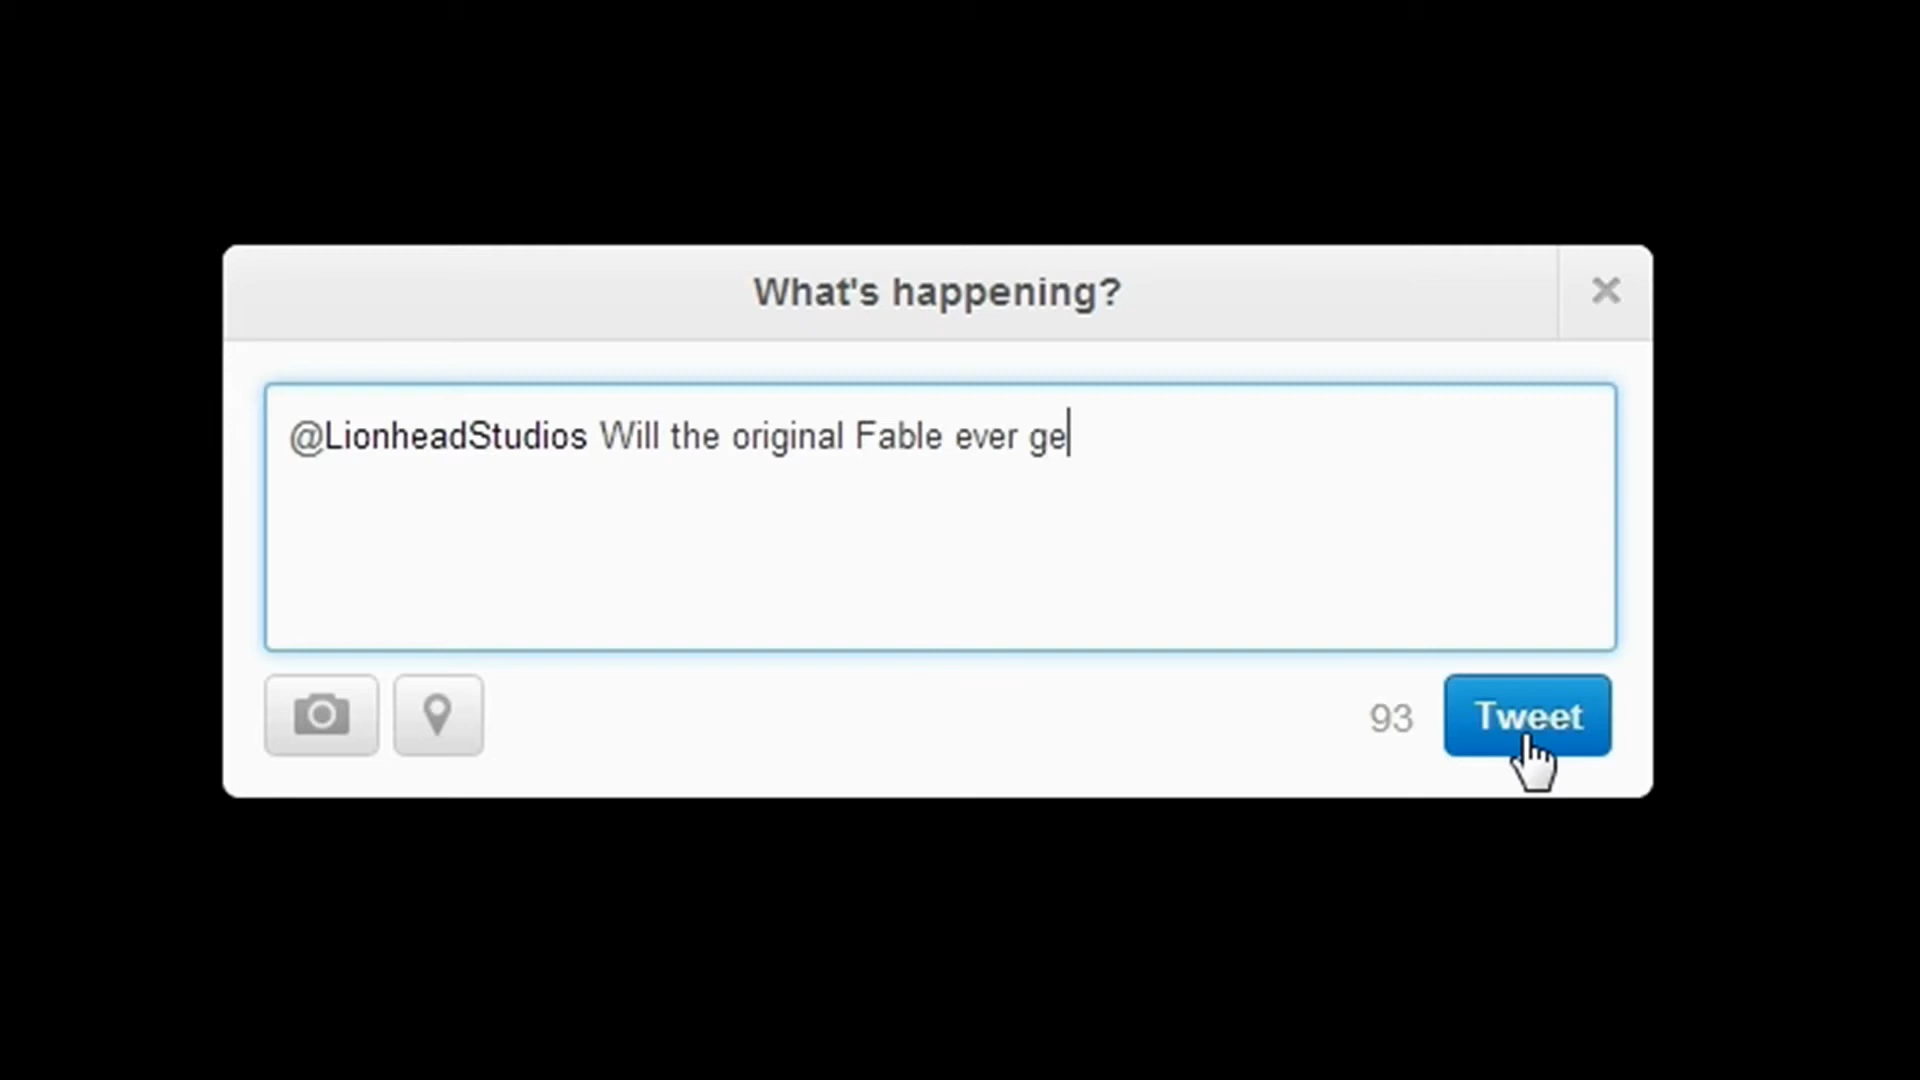 What's happening?
@LionheadStudios Will the original Fable ever ge
93
Tweet